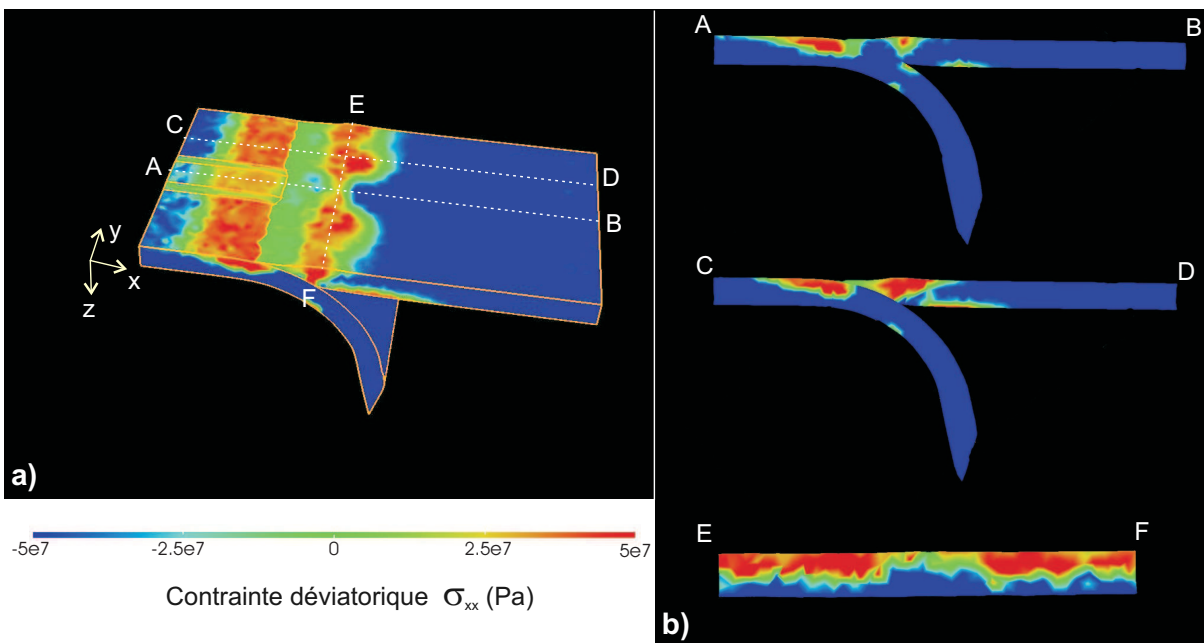 A
B
E
C
A
D
B
y
x
z
F
a)
C
D
E
F
b)
-5e7 -2.5e7 0 2.5e7 5e7
Contrainte déviatorique σxx (Pa)